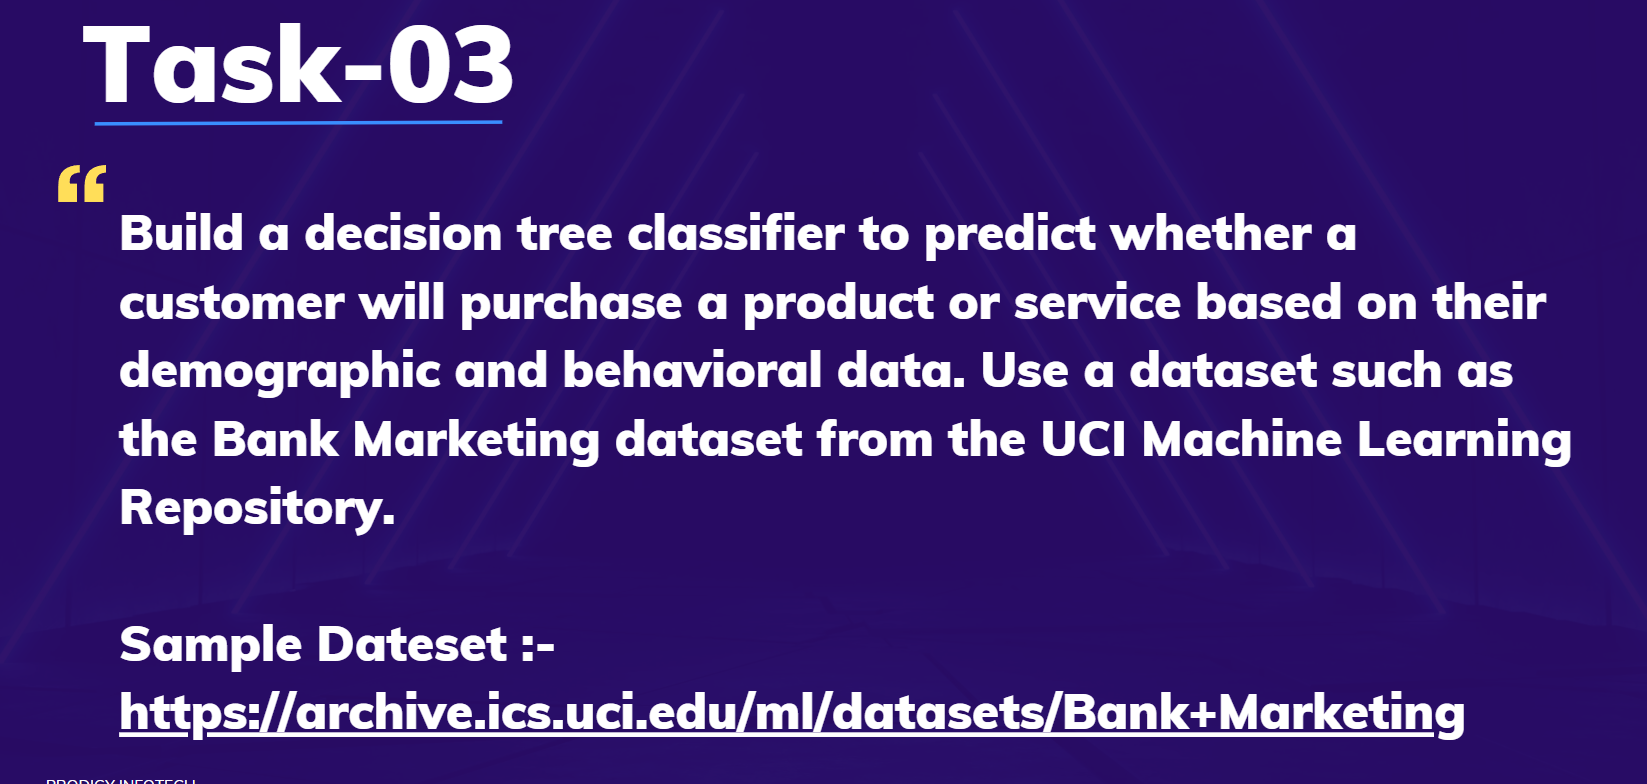 Task-03
“
Build a decision tree classifier to predict whether a
customer will purchase a product or service based on their
demographic and behavioral data. Use a dataset such as
the Bank Marketing dataset from the UCI Machine Learning
Repository.
Sample Dateset :-
https://archive.ics.uci.edu/ml/datasets/Bank+Marketing
PRODIGY INFOTECH